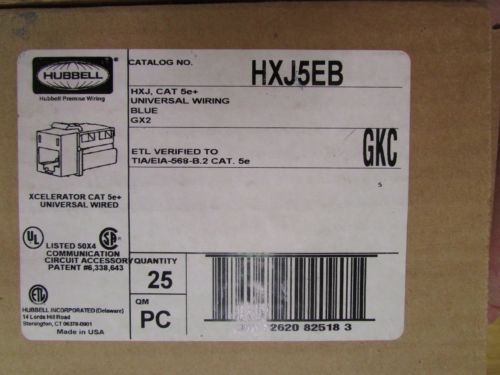 HUBBELL
Hubbell Premise Wiring
CATALOG NO.
HXJ5EB
HXJ, CAT 5e+
UNIVERSAL WIRING
BLUE
GX2
ETL VERIFIED TO
TIA/EIA-568-B.2 CAT. 5e
GKC
5
XCELERATOR CAT 5e+
UNIVERSAL WIRED
UL
LISTED 50X4
COMMUNICATION
CIRCUIT ACCESSORY
PATENT #6,338,643
ETL
HUBBELL INCORPORATED (Delaware)
14 Lords Hill Road
Stonington, CT 06378-0901
Made in USA
QUANTITY
25
QM
PC
2620 82518 3